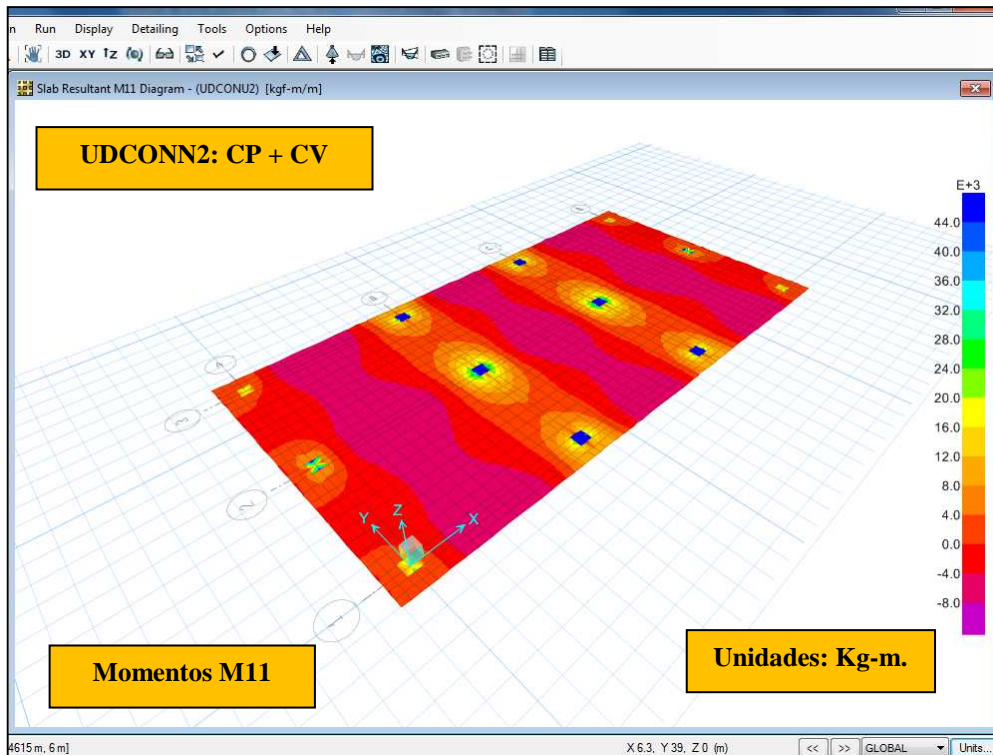 n Run Display Detailing Tools Options Help
3D XY
Slab Resultant M11 Diagram - (UDCONU2) [kgf-m/m]
UDCONN2: CP + CV
E+3
44.0
40.0
36.0
32.0
28.0
24.0
20.0
16.0
12.0
8.0
4.0
0.0
-4.0
-8.0
Y Z X
3
2
1
Momentos M11
Unidades: Kg-m.
4615 m, 6 m]
X 6.3, Y 39, Z 0 (m)
<< >> GLOBAL Units...